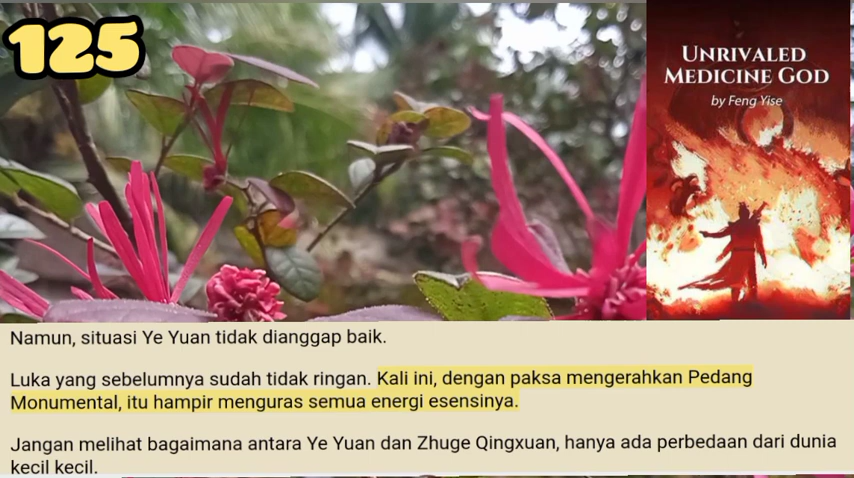 125
UNRIVALED
MEDICINE GOD
by Feng Yise
Namun, situasi Ye Yuan tidak dianggap baik.
Luka yang sebelumnya sudah tidak ringan. Kali ini, dengan paksa mengerahkan Pedang
Monumental, itu hampir menguras semua energi esensinya.
Jangan melihat bagaimana antara Ye Yuan dan Zhuge Qingxuan, hanya ada perbedaan dari dunia
kecil kecil.